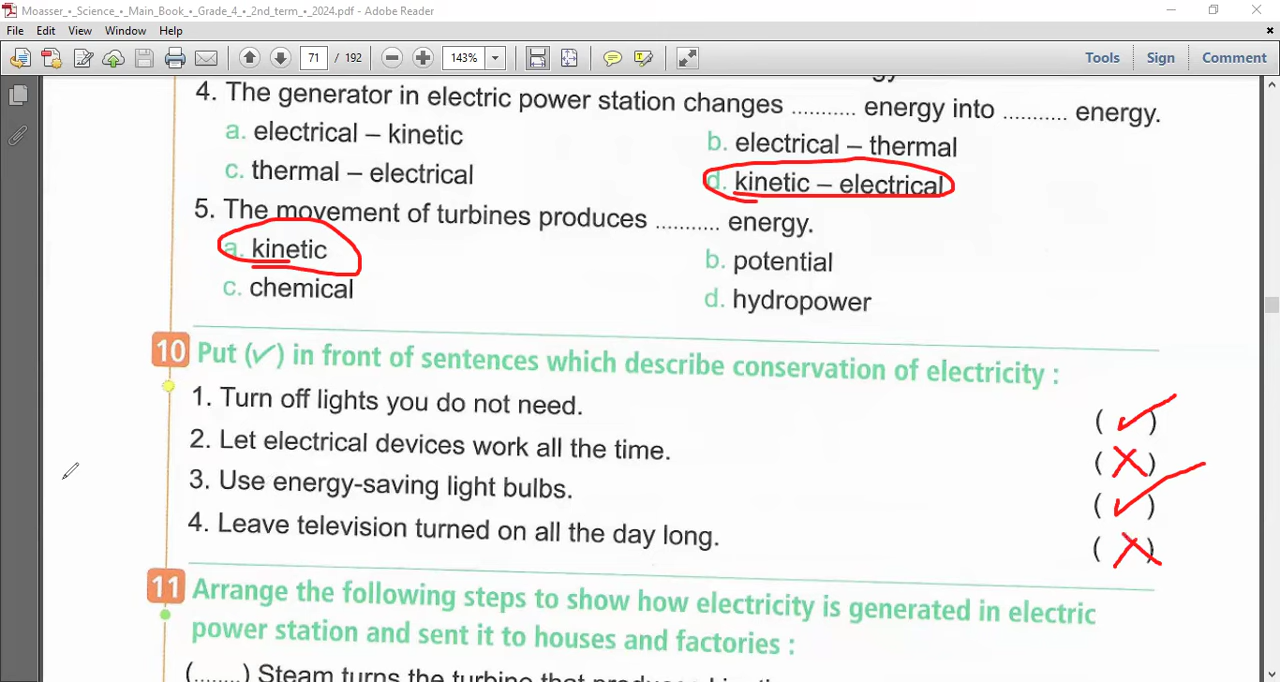 Moasser_•_Science_•_Main_Book_•_Grade_4_•_2nd_term_•_2024.pdf - Adobe Reader
File Edit View Window Help
71 / 192 143% Tools Sign Comment
4. The generator in electric power station changes ........... energy into ........... energy.
a. electrical – kinetic b. electrical – thermal
c. thermal – electrical d. kinetic – electrical
5. The movement of turbines produces ........... energy.
a. kinetic b. potential
c. chemical d. hydropower
10 Put (✓) in front of sentences which describe conservation of electricity :
1. Turn off lights you do not need. (✓)
2. Let electrical devices work all the time. (X)
3. Use energy-saving light bulbs. (✓)
4. Leave television turned on all the day long. (X)
11 Arrange the following steps to show how electricity is generated in electric
power station and sent it to houses and factories :
(........) Steam turns the turbine that